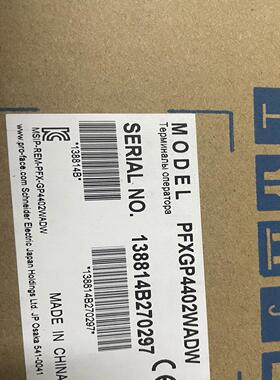 MODEL PFXGP4402WADW
Терминалы оператора
SERIAL NO. 138814B270297
*138814B270297*
*138814B*
CE
MSIP-REM-PFX-GP4402WADW
www.pro-face.com Schneider Electric Japan Holdings Ltd. JP Osaka 541-0041
MADE IN CHINA